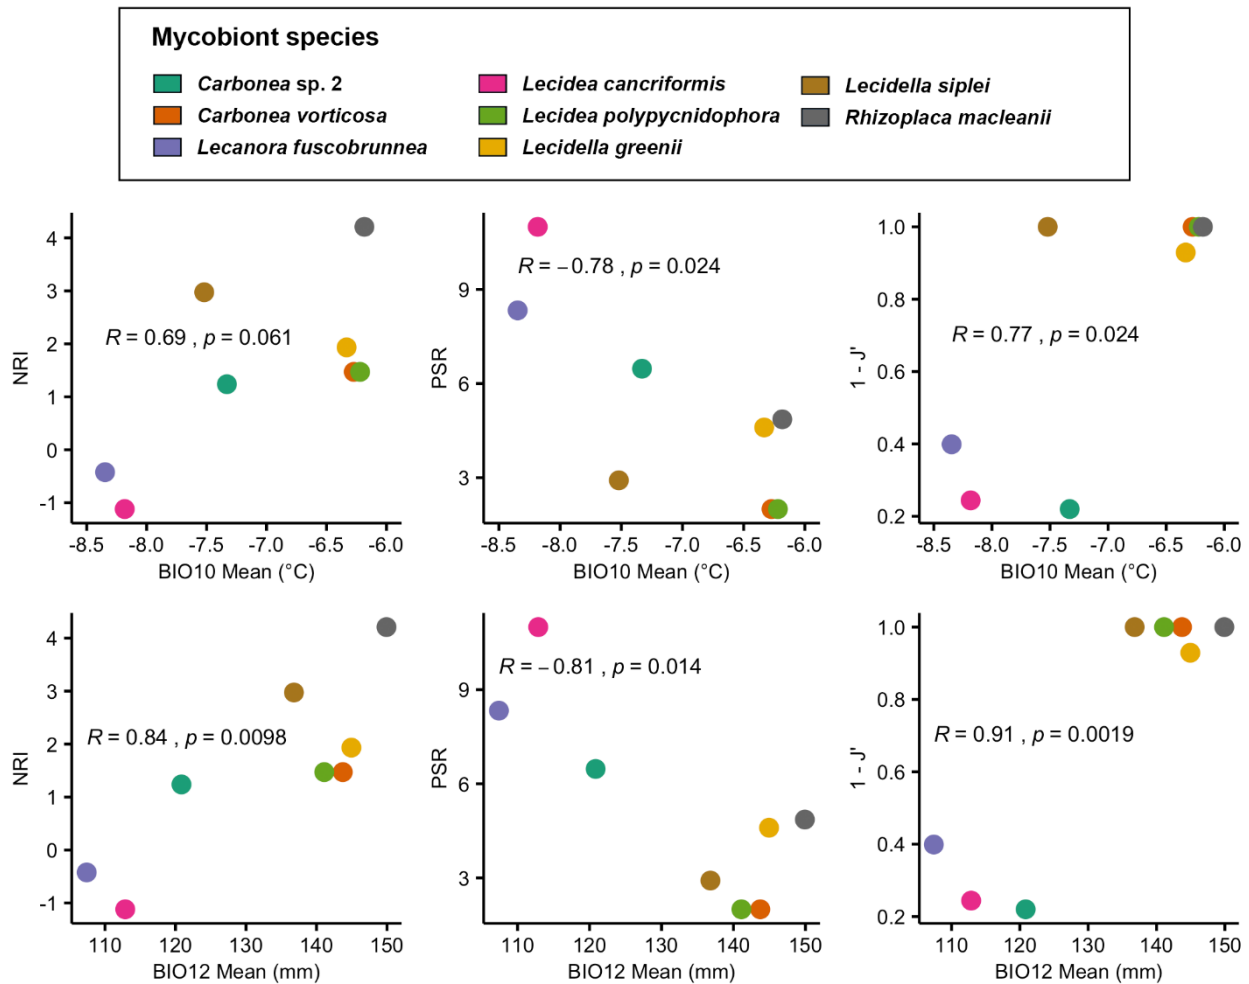 Mycobiont species
Carbonea sp. 2
Carbonea vorticosa
Lecanora fuscobrunnea
Lecidea cancriformis
Lecidea polypycnidophora
Lecidella greenii
Lecidella siplei
Rhizoplaca macleanii
NRI
4
3
2
1
0
-1
R = 0.69 , p = 0.061
-8.5 -8.0 -7.5 -7.0 -6.5 -6.0
BIO10 Mean (°C)
PSR
9
6
3
R = −0.78 , p = 0.024
-8.5 -8.0 -7.5 -7.0 -6.5 -6.0
BIO10 Mean (°C)
1 - J'
1.0
0.8
0.6
0.4
0.2
R = 0.77 , p = 0.024
-8.5 -8.0 -7.5 -7.0 -6.5 -6.0
BIO10 Mean (°C)
NRI
4
3
2
1
0
-1
R = 0.84 , p = 0.0098
110 120 130 140 150
BIO12 Mean (mm)
PSR
9
6
3
R = −0.81 , p = 0.014
110 120 130 140 150
BIO12 Mean (mm)
1 - J'
1.0
0.8
0.6
0.4
0.2
R = 0.91 , p = 0.0019
110 120 130 140 150
BIO12 Mean (mm)